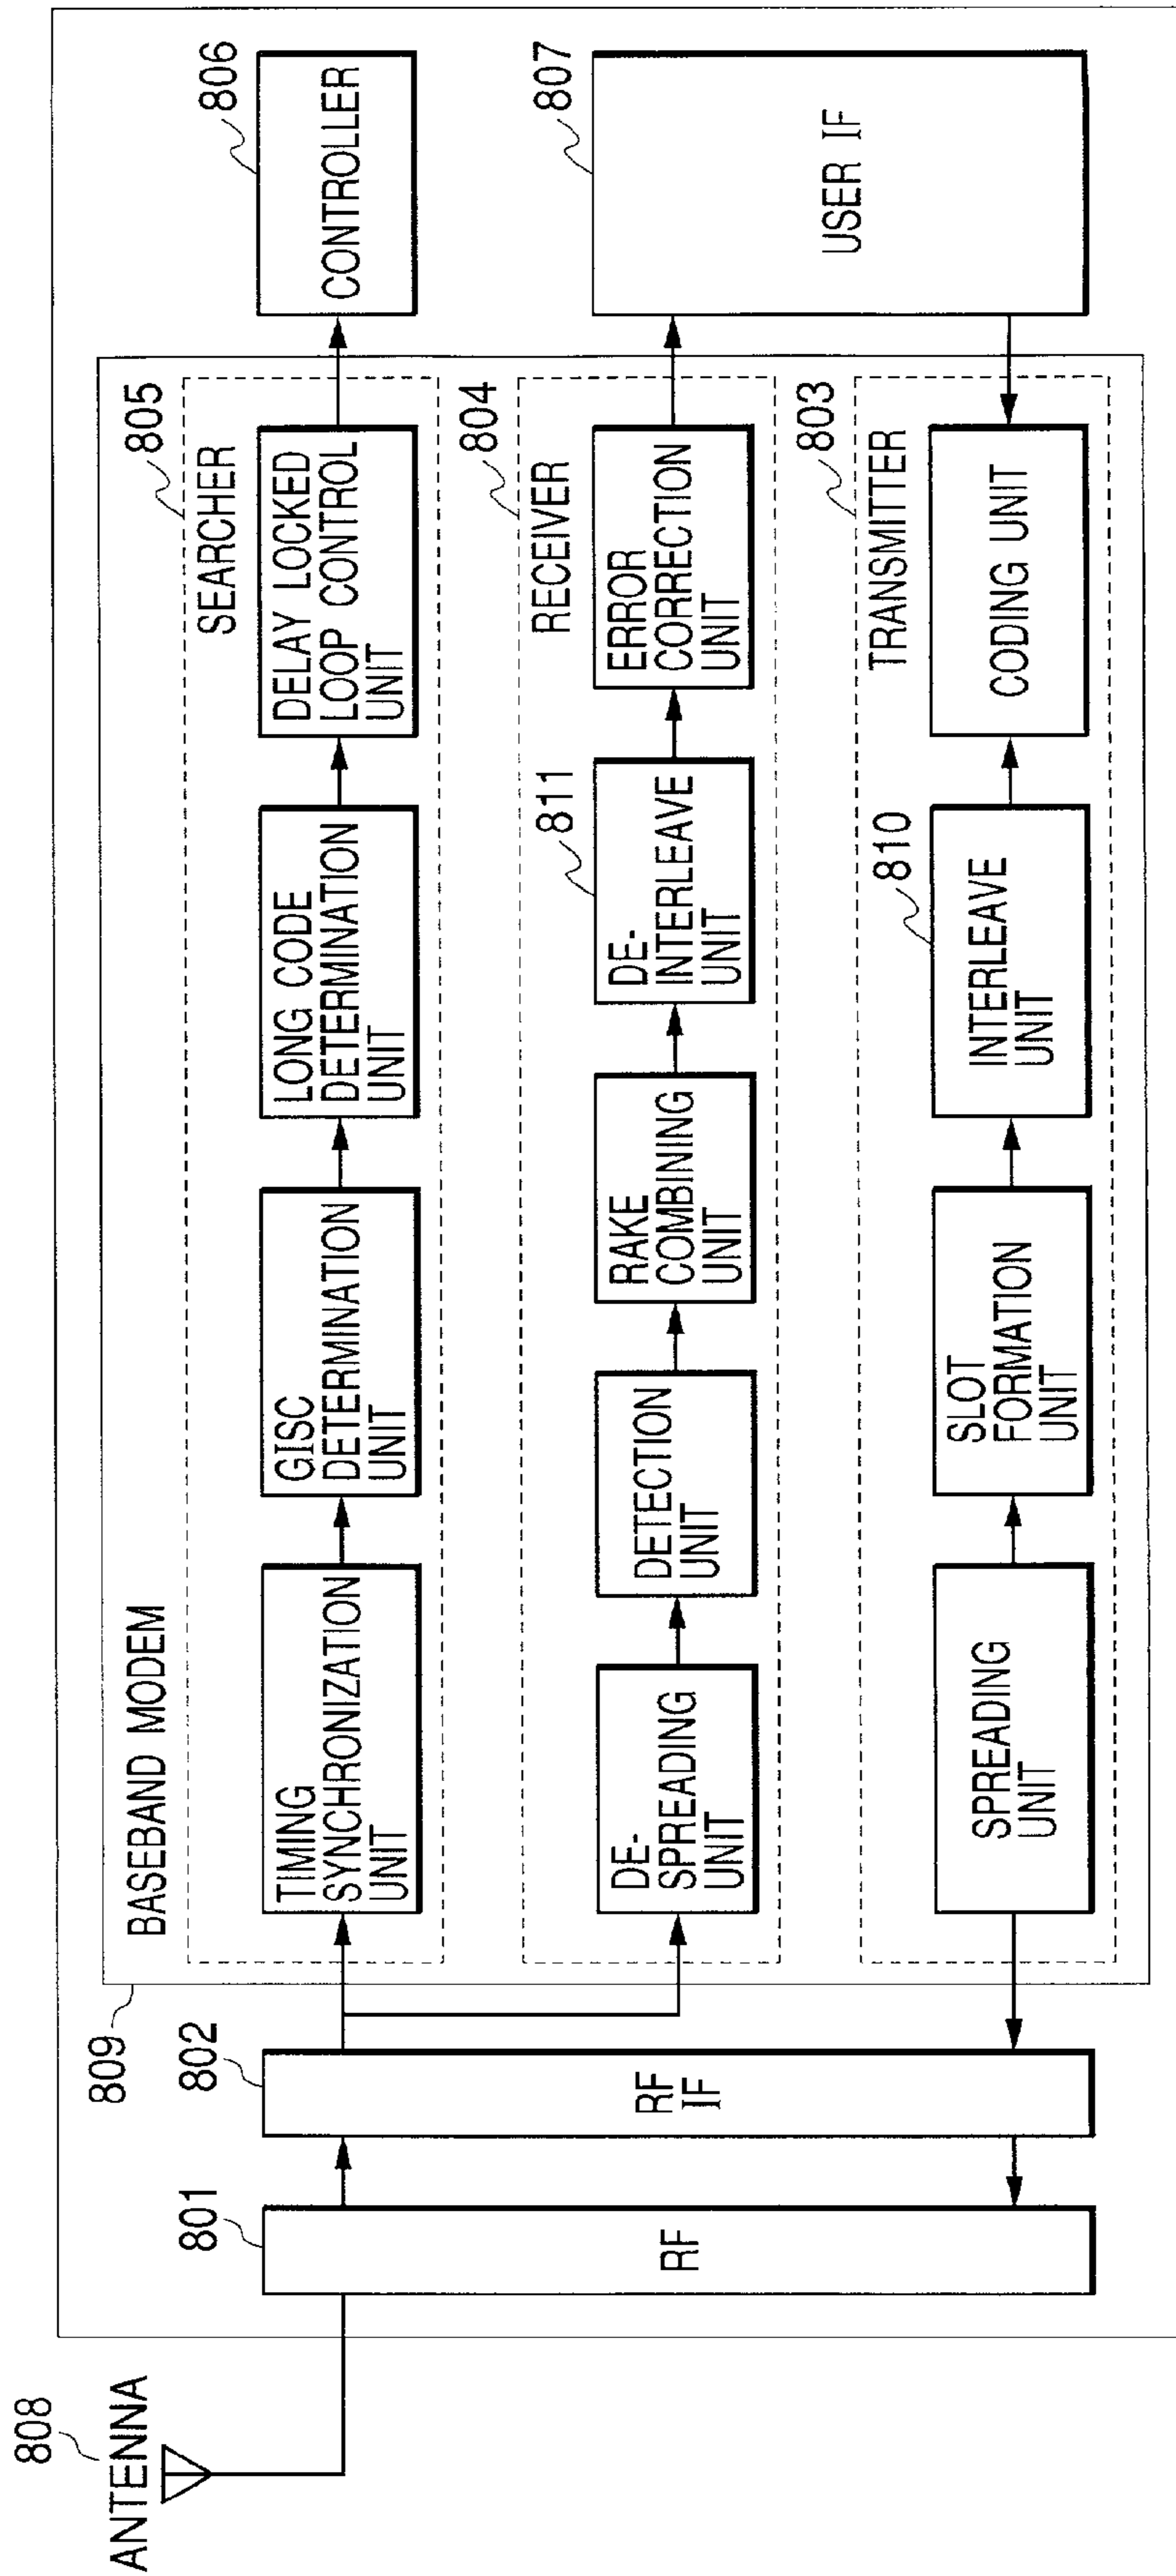 808
ANTENNA
801
RF
802
RF
IF
809
BASEBAND MODEM
805
SEARCHER
TIMING
SYNCHRONIZATION
UNIT
GISC
DETERMINATION
UNIT
LONG CODE
DETERMINATION
UNIT
DELAY LOCKED
LOOP CONTROL
UNIT
806
CONTROLLER
804
RECEIVER
DE-
SPREADING
UNIT
DETECTION
UNIT
RAKE
COMBINING
UNIT
811
DE-
INTERLEAVE
UNIT
ERROR
CORRECTION
UNIT
807
USER IF
803
TRANSMITTER
SPREADING
UNIT
SLOT
FORMATION
UNIT
810
INTERLEAVE
UNIT
CODING UNIT